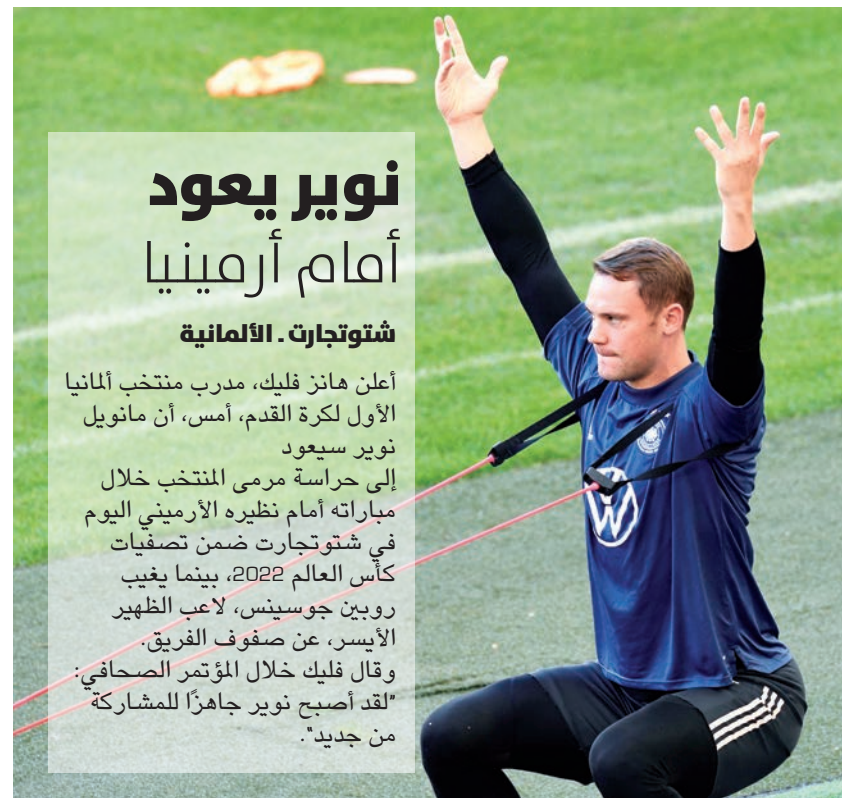 نوير يعود
أمام أرمينيا
شتوتجارت ـ الألمانية
أعلن هانز فليك، مدرب منتخب ألمانيا
الأول لكرة القدم، أمس، أن مانويل
نوير سيعود
إلى حراسة مرمى المنتخب خلال
مباراته أمام نظيره الأرميني اليوم
في شتوتجارت ضمن تصفيات
كأس العالم 2022، بينما يغيب
روبين جوسينس، لاعب الظهير
الأيسر، عن صفوف الفريق.
وقال فليك خلال المؤتمر الصحافي:
"لقد أصبح نوير جاهزًا للمشاركة
من جديد".